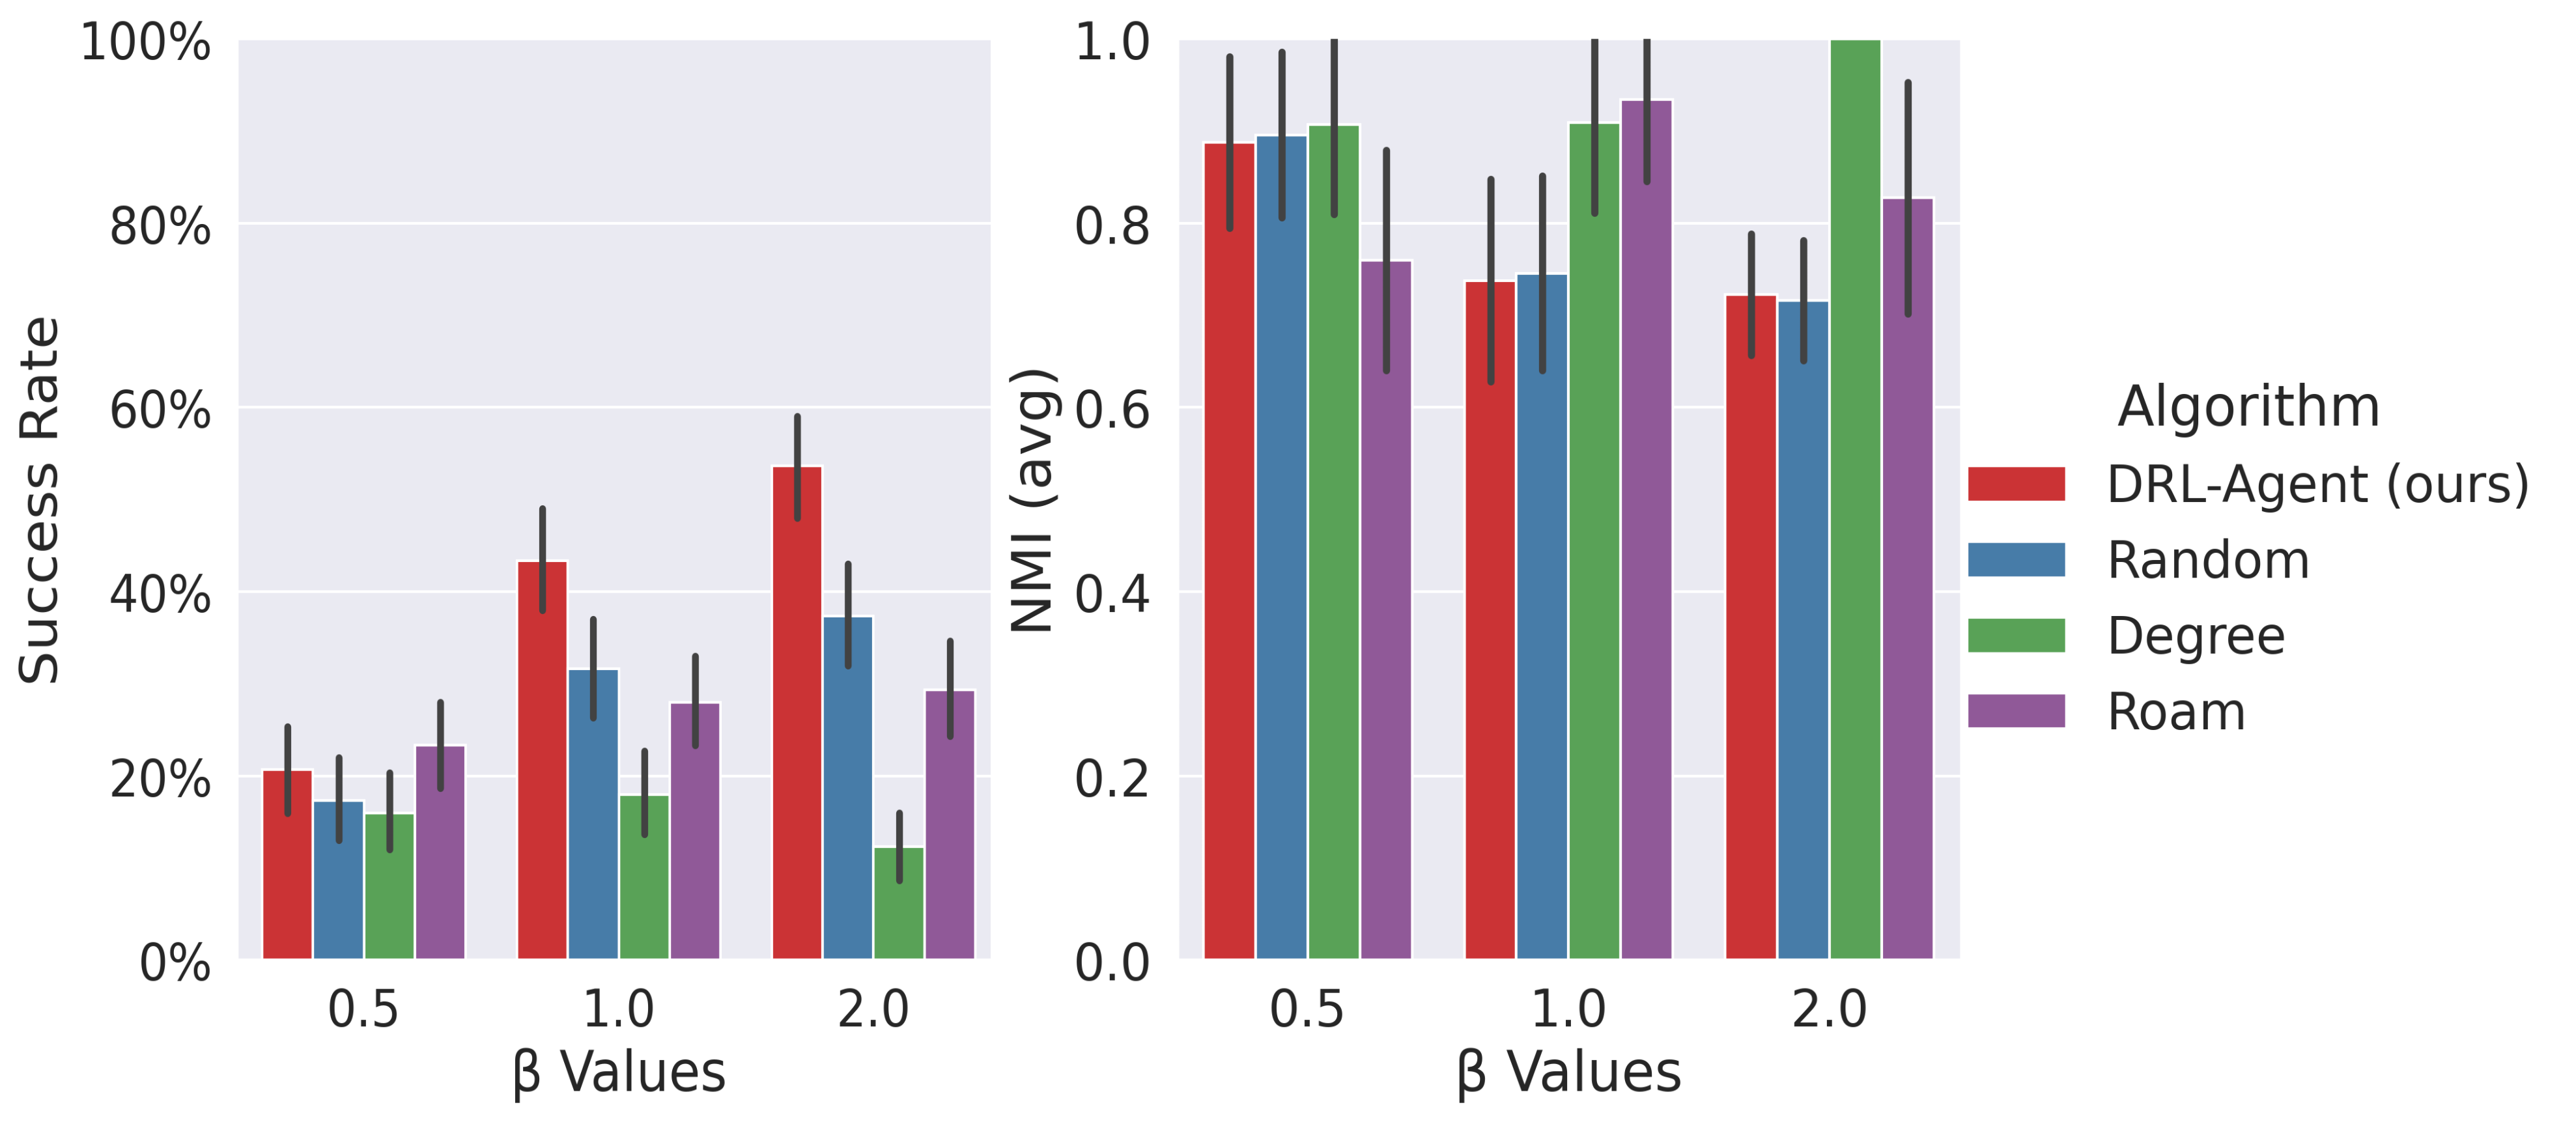 100%
80%
60%
40%
20%
0%
Success Rate
0.5 1.0 2.0
β Values
1.0
0.8
0.6
0.4
0.2
0.0
NMI (avg)
0.5 1.0 2.0
β Values
Algorithm
DRL-Agent (ours)
Random
Degree
Roam